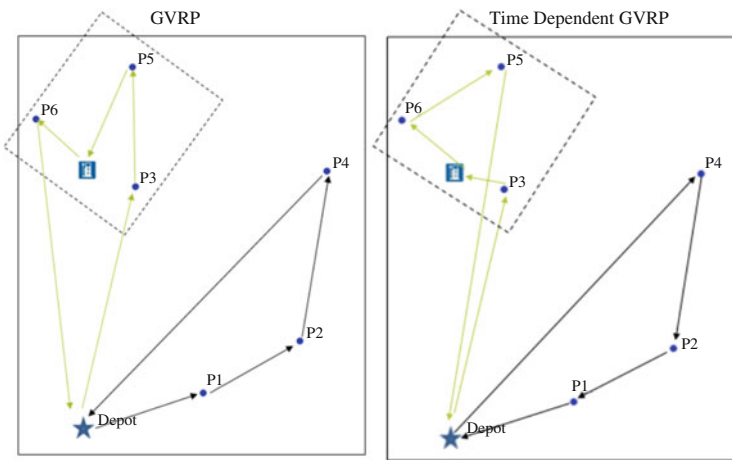 GVRP
P5
P6
P3
P4
P2
P1
Depot
Time Dependent GVRP
P5
P6
P3
P4
P2
P1
Depot